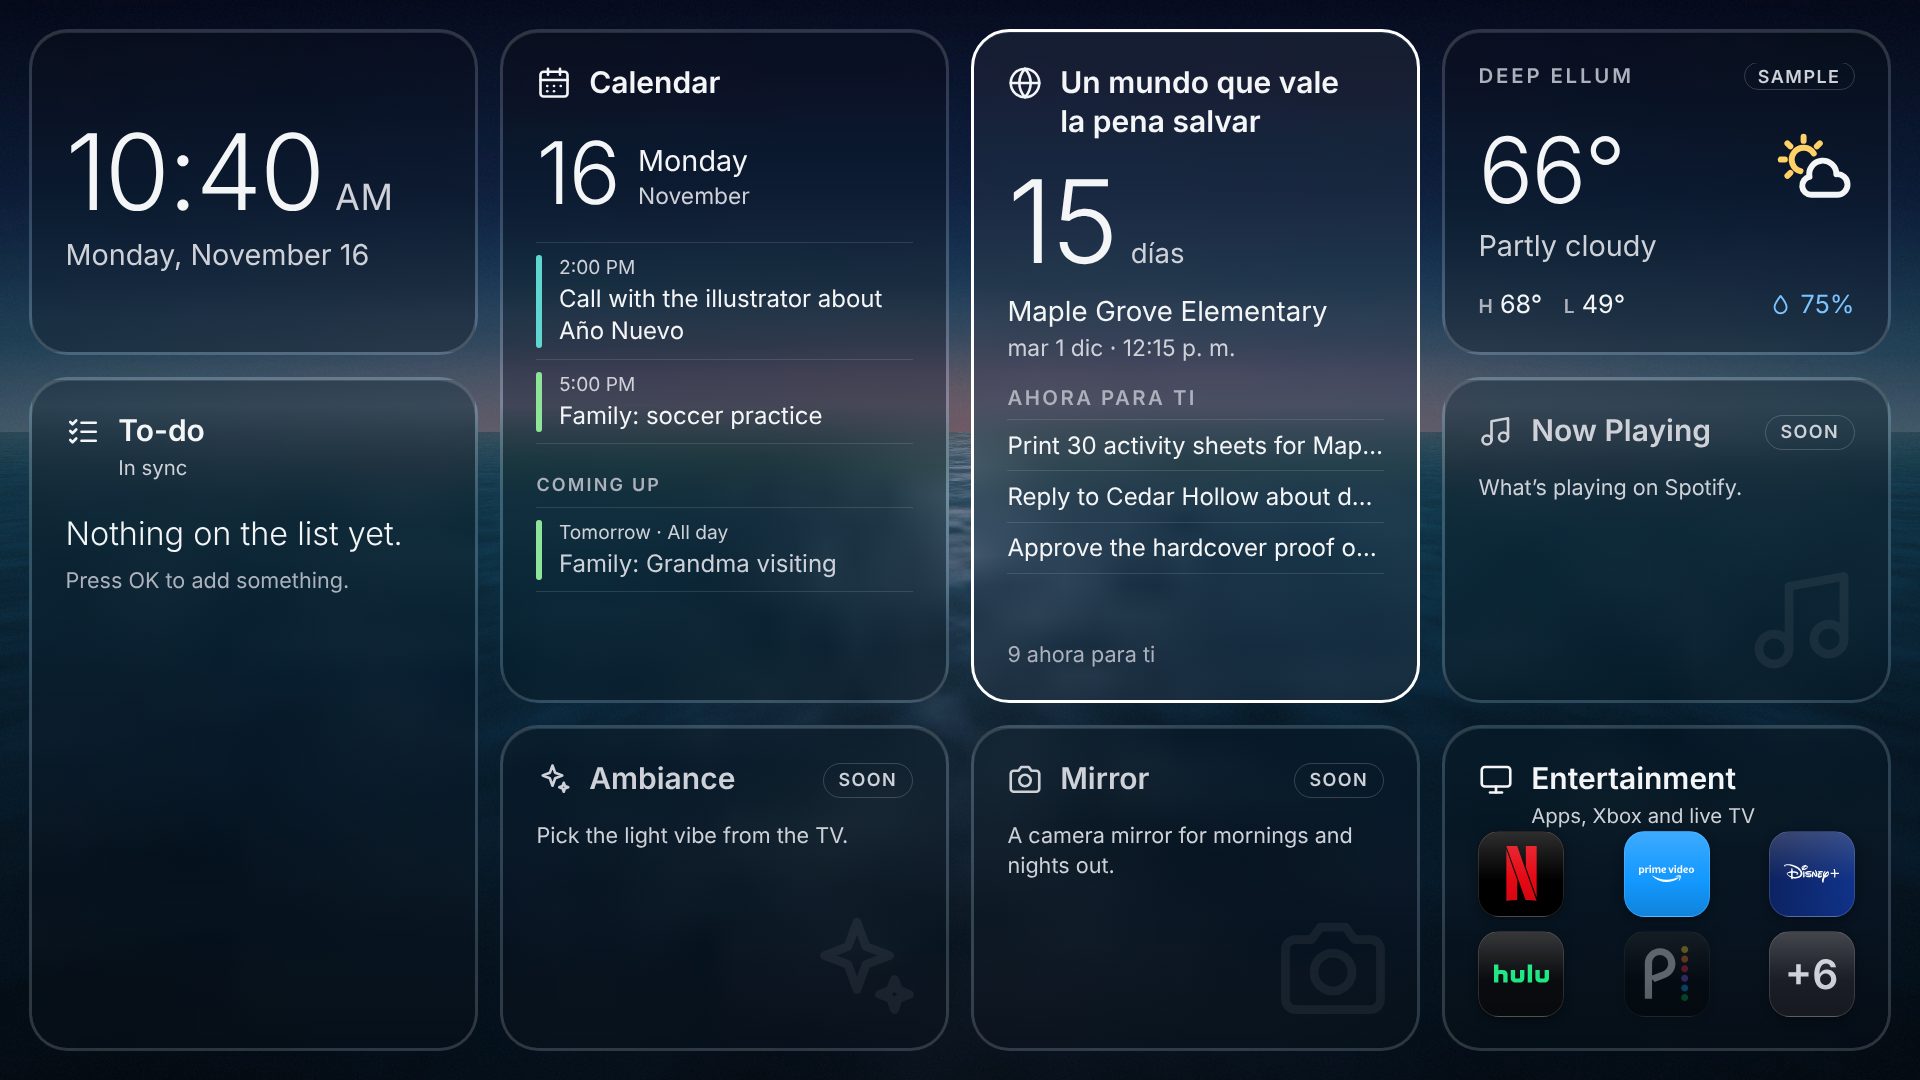 10:40 AM
Monday, November 16
To-do
In sync
Nothing on the list yet.
Press OK to add something.
Calendar
16 Monday
November
2:00 PM
Call with the illustrator about
Año Nuevo
5:00 PM
Family: soccer practice
COMING UP
Tomorrow · All day
Family: Grandma visiting
Un mundo que vale
la pena salvar
15 días
Maple Grove Elementary
mar 1 dic · 12:15 p. m.
AHORA PARA TI
Print 30 activity sheets for Map...
Reply to Cedar Hollow about d...
Approve the hardcover proof o...
9 ahora para ti
DEEP ELLUM SAMPLE
66°
Partly cloudy
H 68° L 49° 75%
Now Playing SOON
What’s playing on Spotify.
Ambiance SOON
Pick the light vibe from the TV.
Mirror SOON
A camera mirror for mornings and
nights out.
Entertainment
Apps, Xbox and live TV
N prime video Disney+
hulu P +6